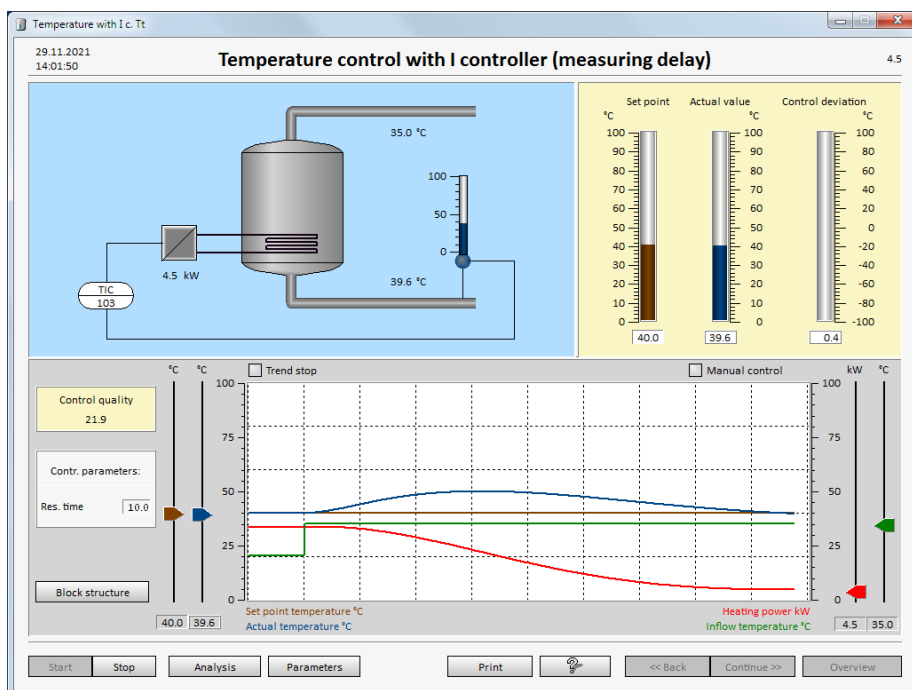 Temperature with I c. Tt
29.11.2021
14:01:50
Temperature control with I controller (measuring delay)
4.5
35.0 °C
100
50
0
4.5 kW
TIC
103
39.6 °C
Set point Actual value Control deviation
°C °C °C
100 100 100
90 90 80
80 80 60
70 70 40
60 60 20
50 50 0
40 40 -20
30 30 -40
20 20 -60
10 10 -80
0 0 -100
40.0 39.6 0.4
°C °C Trend stop Manual control kW °C
Control quality
21.9
Contr. parameters:
Res. time 10.0
Block structure
100 100
75 75
50 50
25 25
0 0
40.0 39.6 4.5 35.0
Set point temperature °C Heating power kW
Actual temperature °C Inflow temperature °C
Start Stop Analysis Parameters Print ? << Back Continue >> Overview